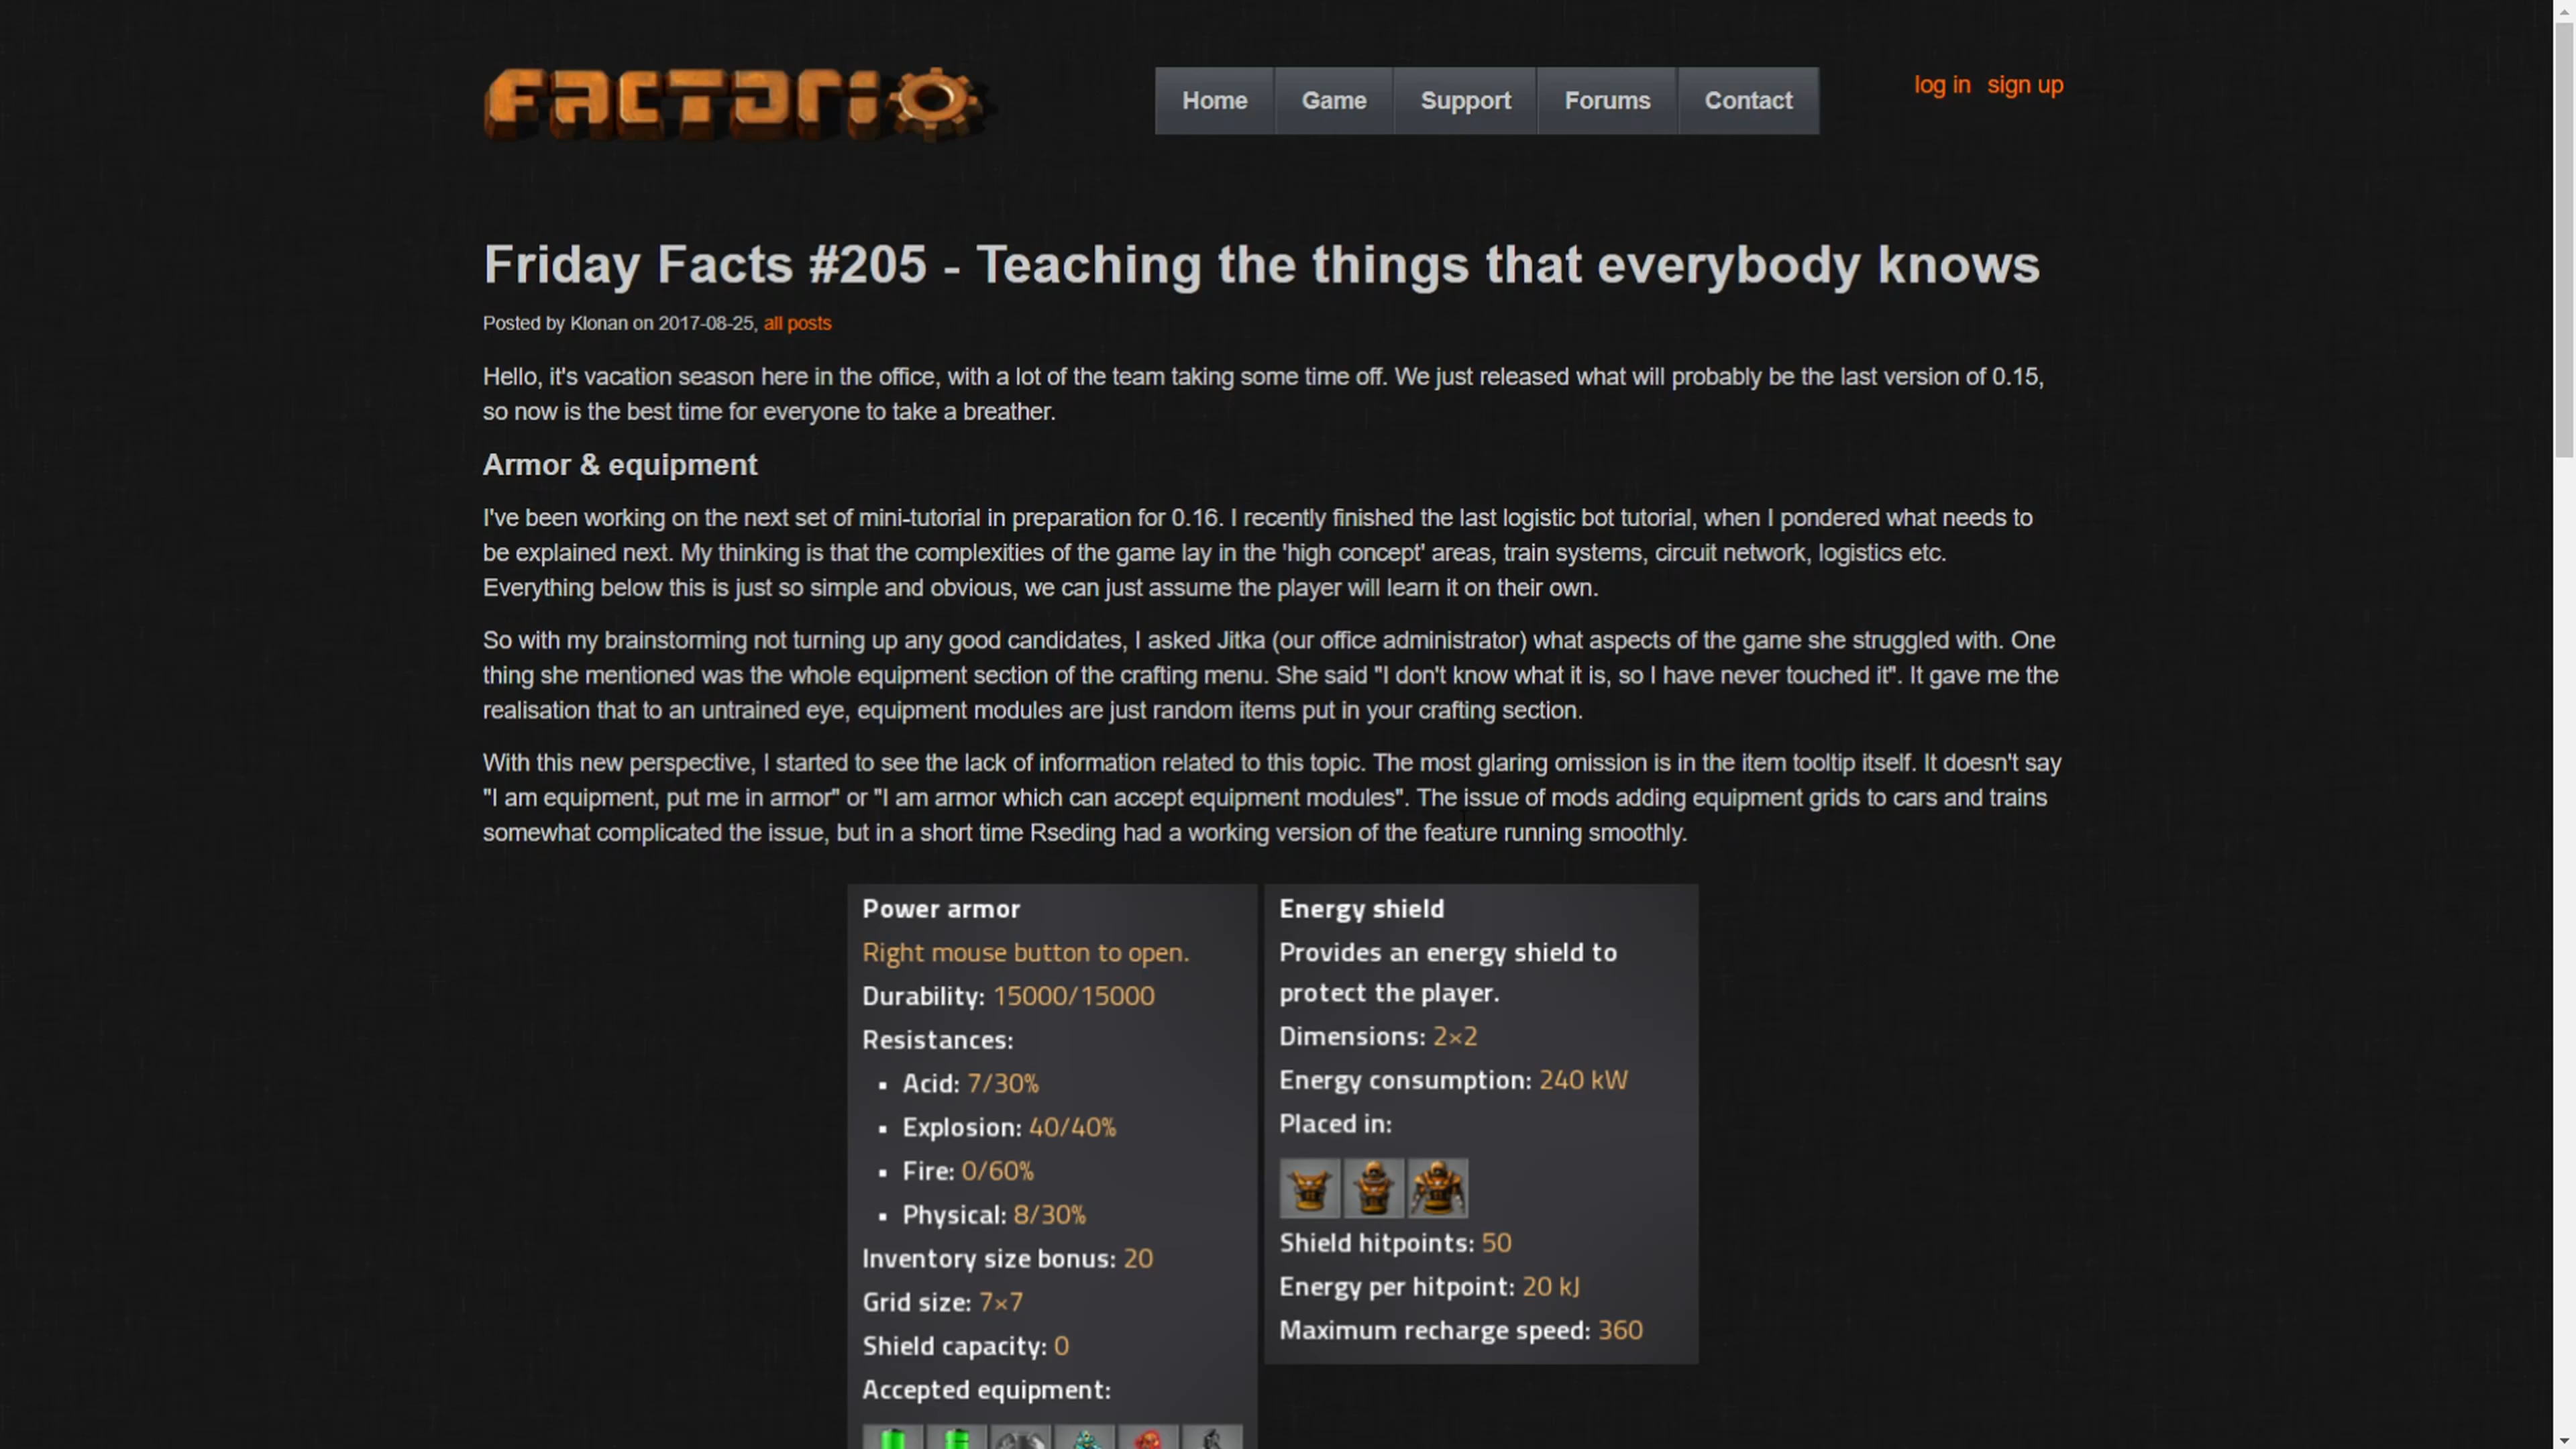 FACTORIO
Home Game Support Forums Contact
log in sign up
Friday Facts #205 - Teaching the things that everybody knows
Posted by Klonan on 2017-08-25, all posts
Hello, it's vacation season here in the office, with a lot of the team taking some time off. We just released what will probably be the last version of 0.15,
so now is the best time for everyone to take a breather.
Armor & equipment
I've been working on the next set of mini-tutorial in preparation for 0.16. I recently finished the last logistic bot tutorial, when I pondered what needs to
be explained next. My thinking is that the complexities of the game lay in the 'high concept' areas, train systems, circuit network, logistics etc.
Everything below this is just so simple and obvious, we can just assume the player will learn it on their own.
So with my brainstorming not turning up any good candidates, I asked Jitka (our office administrator) what aspects of the game she struggled with. One
thing she mentioned was the whole equipment section of the crafting menu. She said "I don't know what it is, so I have never touched it". It gave me the
realisation that to an untrained eye, equipment modules are just random items put in your crafting section.
With this new perspective, I started to see the lack of information related to this topic. The most glaring omission is in the item tooltip itself. It doesn't say
"I am equipment, put me in armor" or "I am armor which can accept equipment modules". The issue of mods adding equipment grids to cars and trains
somewhat complicated the issue, but in a short time Rseding had a working version of the feature running smoothly.
Power armor
Right mouse button to open.
Durability: 15000/15000
Resistances:
▪ Acid: 7/30%
▪ Explosion: 40/40%
▪ Fire: 0/60%
▪ Physical: 8/30%
Inventory size bonus: 20
Grid size: 7×7
Shield capacity: 0
Accepted equipment:
Energy shield
Provides an energy shield to
protect the player.
Dimensions: 2×2
Energy consumption: 240 kW
Placed in:
Shield hitpoints: 50
Energy per hitpoint: 20 kJ
Maximum recharge speed: 360